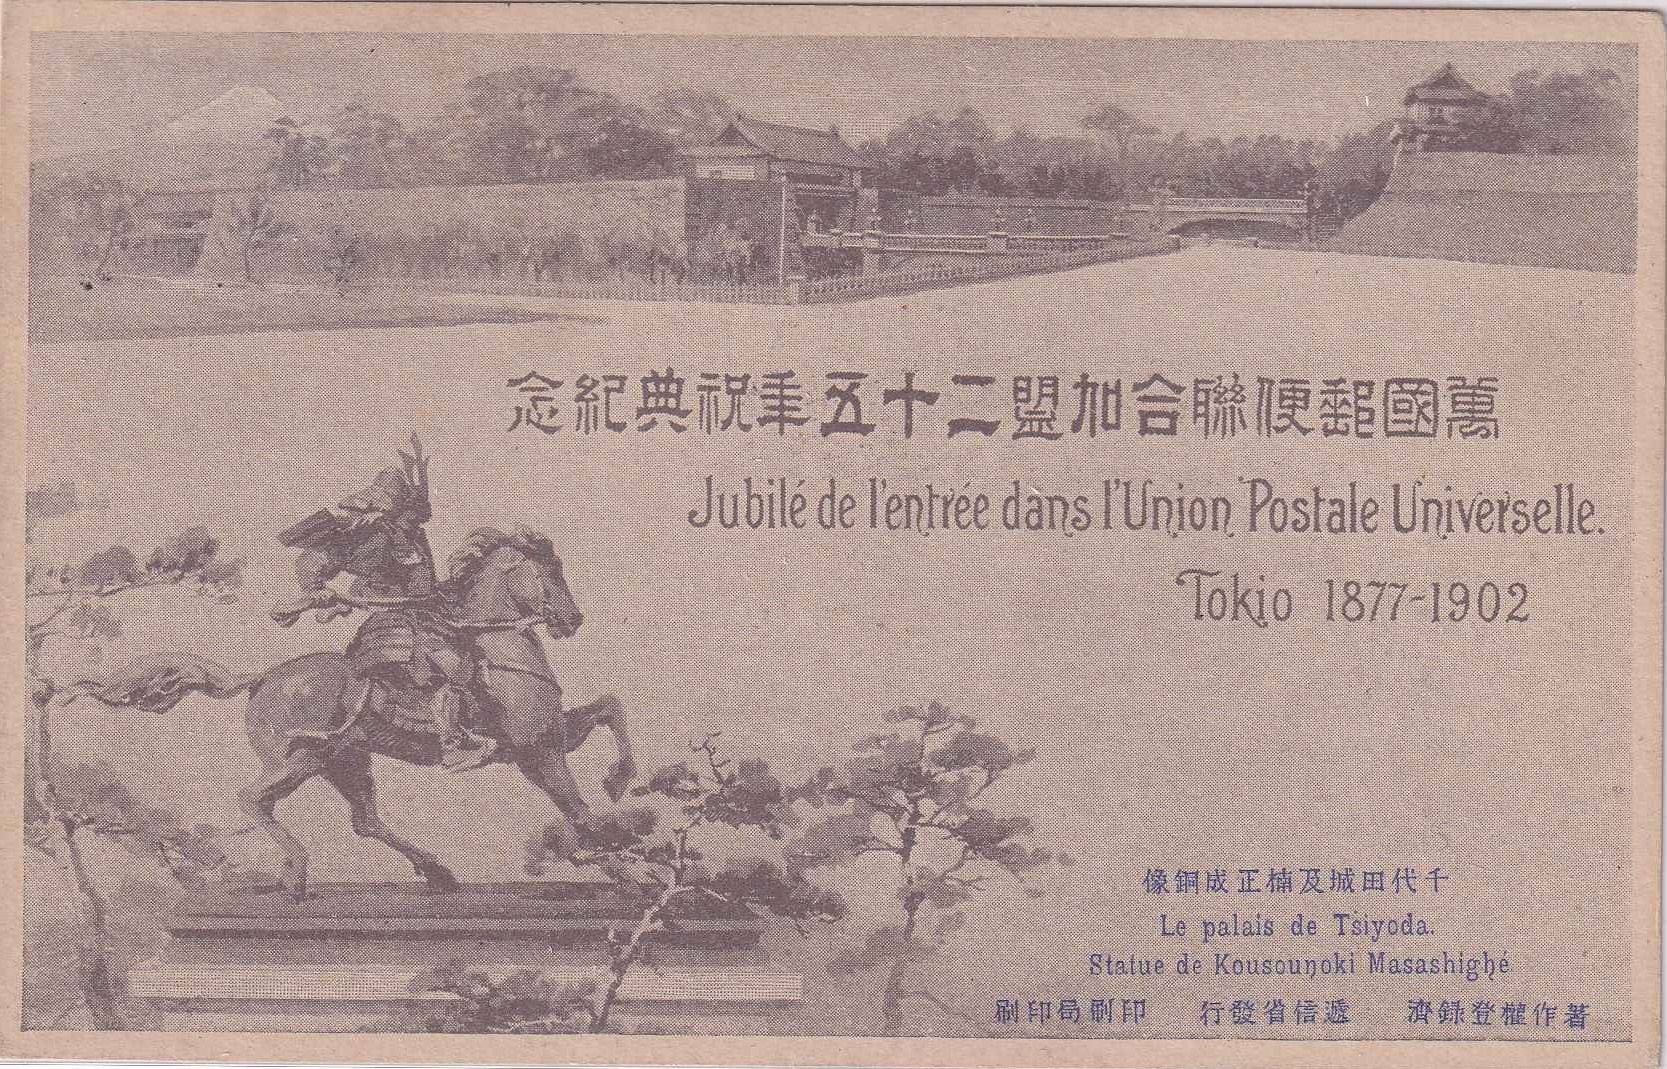 萬國郵便聯合加盟二十五年祝典紀念
Jubilé de l'entrée dans l'Union Postale Universelle.
Tokio 1877-1902
千代田城及楠正成銅像
Le palais de Tsiyoda.
Statue de Kousounoki Masashighé
著作權登錄濟 遞信省發行 印刷局印刷